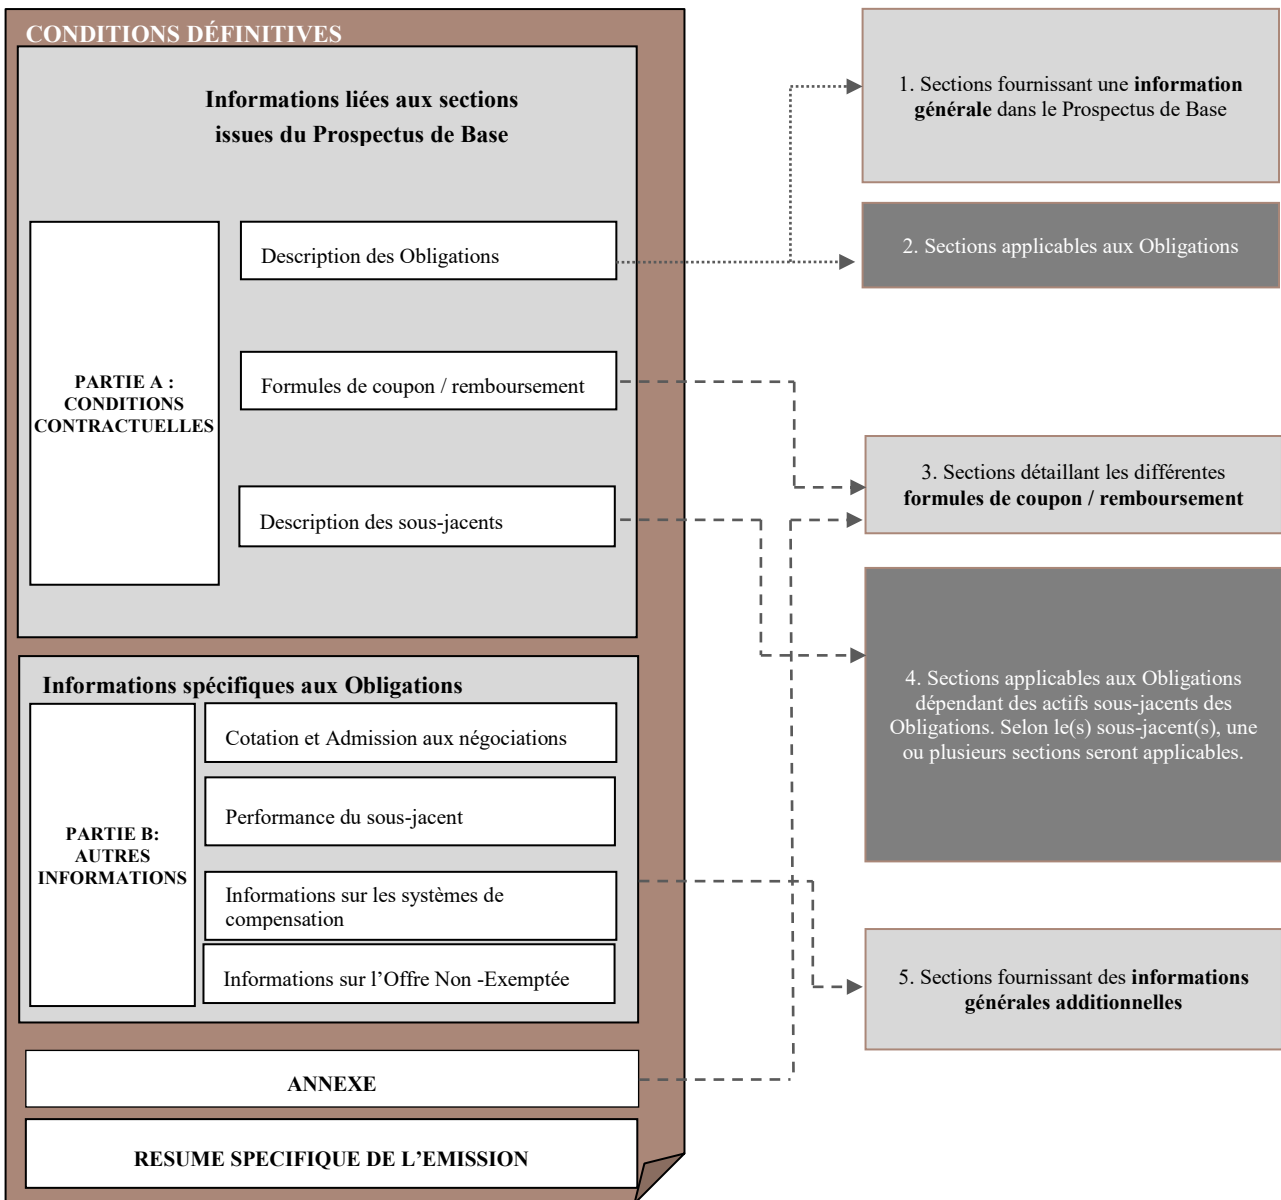 CONDITIONS DÉFINITIVES
Informations liées aux sections
issues du Prospectus de Base
PARTIE A :
CONDITIONS
CONTRACTUELLES
Description des Obligations
Formules de coupon / remboursement
Description des sous-jacents
Informations spécifiques aux Obligations
PARTIE B:
AUTRES
INFORMATIONS
Cotation et Admission aux négociations
Performance du sous-jacent
Informations sur les systèmes de
compensation
Informations sur l’Offre Non -Exemptée
ANNEXE
RESUME SPECIFIQUE DE L’EMISSION
1. Sections fournissant une information
générale dans le Prospectus de Base
2. Sections applicables aux Obligations
3. Sections détaillant les différentes
formules de coupon / remboursement
4. Sections applicables aux Obligations
dépendant des actifs sous-jacents des
Obligations. Selon le(s) sous-jacent(s), une
ou plusieurs sections seront applicables.
5. Sections fournissant des informations
générales additionnelles